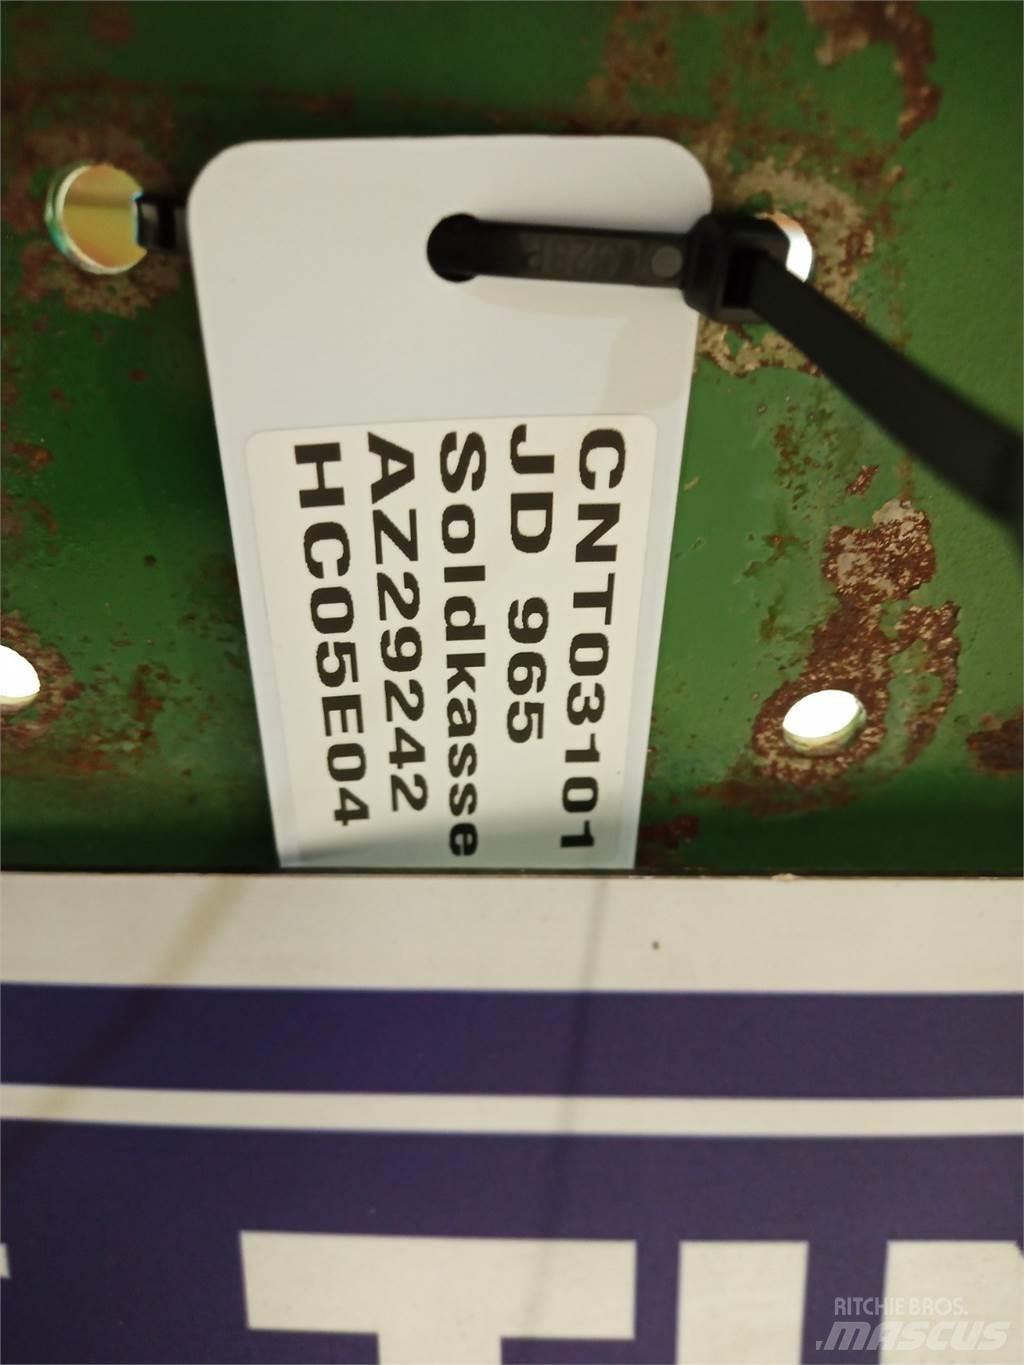 CNT03101
JD 965
Soldkasse
AZ29242
HC05E04
RITCHIE BROS.
MASCUS